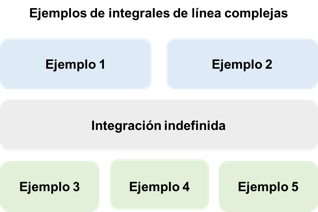 Ejemplos de integrales de línea complejas
Ejemplo 1
Ejemplo 2
Integración indefinida
Ejemplo 3
Ejemplo 4
Ejemplo 5